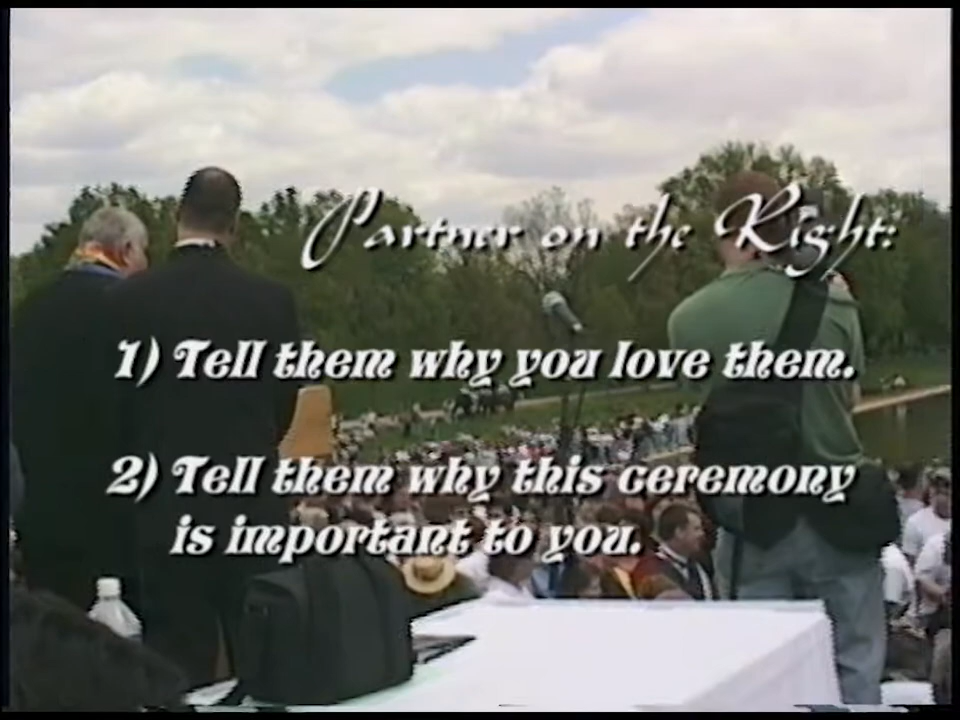 Partner on the Right:
1) Tell them why you love them.
2) Tell them why this ceremony
is important to you.